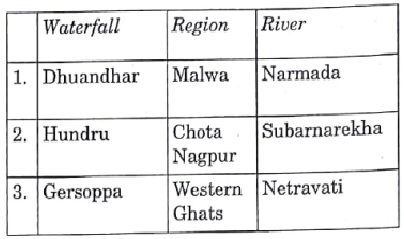 Waterfall Region River
1. Dhuandhar Malwa Narmada
2. Hundru Chota Subarnarekha
Nagpur
3. Gersoppa Western Netravati
Ghats